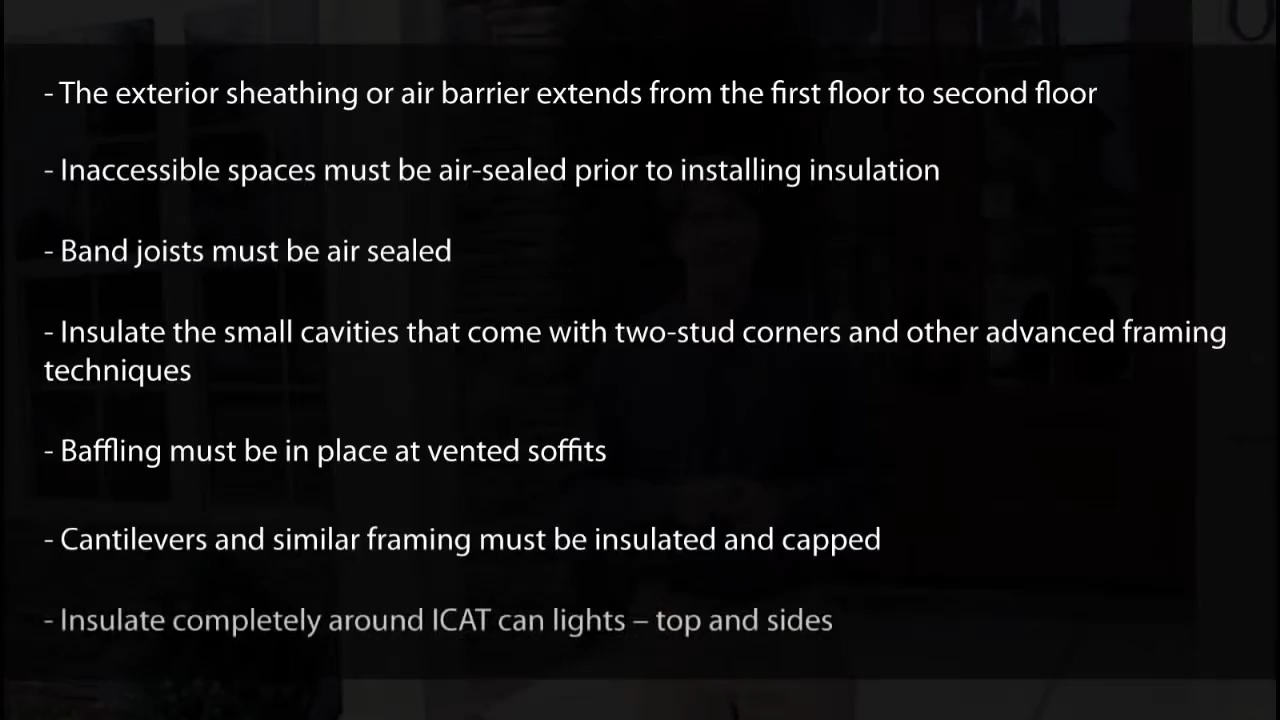 - The exterior sheathing or air barrier extends from the first floor to second floor
- Inaccessible spaces must be air-sealed prior to installing insulation
- Band joists must be air sealed
- Insulate the small cavities that come with two-stud corners and other advanced framing
techniques
- Baffling must be in place at vented soffits
- Cantilevers and similar framing must be insulated and capped
- Insulate completely around ICAT can lights – top and sides